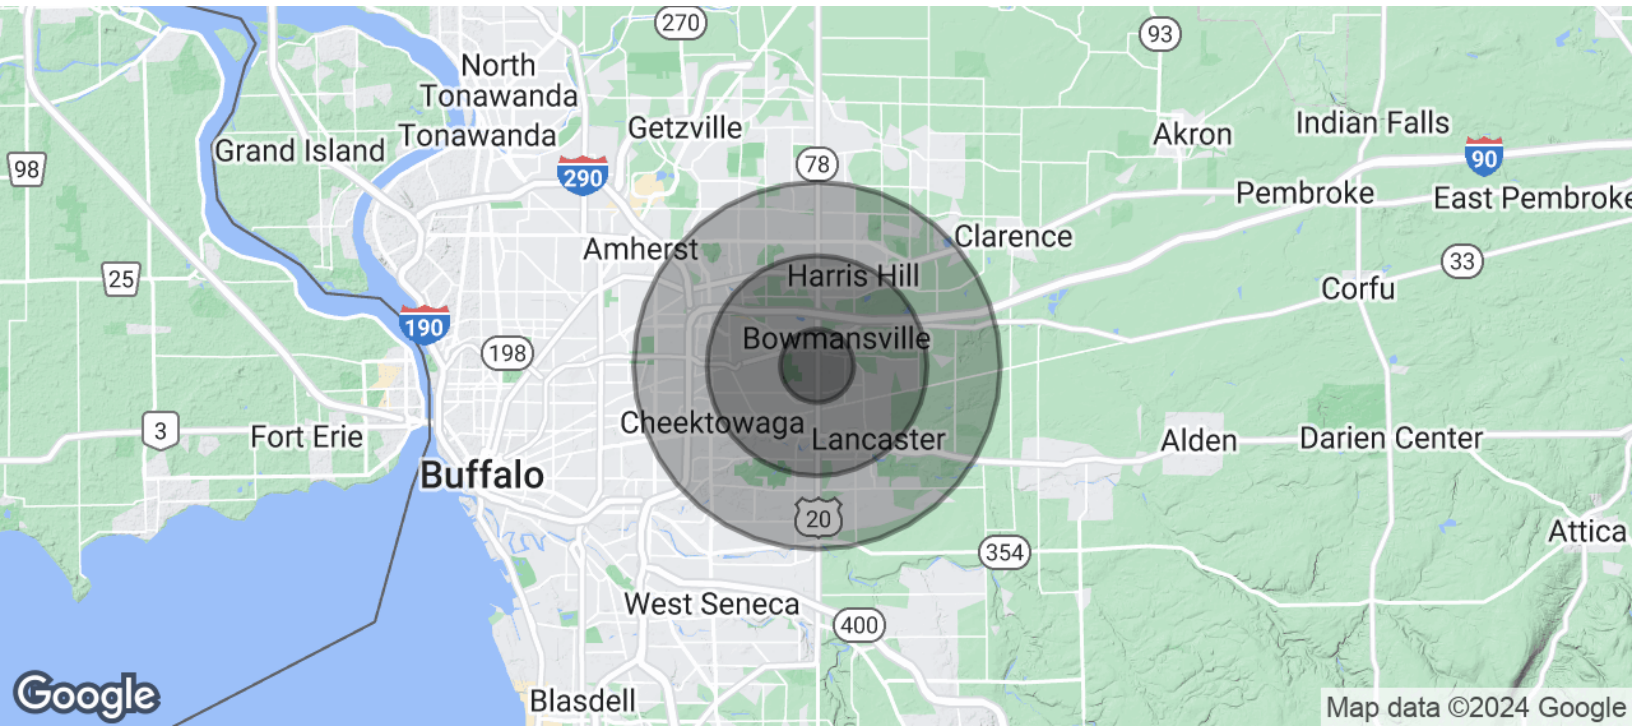 270
93
North
Tonawanda
Getzville
Tonawanda
Akron
Indian Falls
Grand Island
98
290
78
90
Pembroke
East Pembroke
Amherst
Clarence
Harris Hill
33
25
Corfu
190
Bowmansville
198
Cheektowaga
Lancaster
3
Fort Erie
Alden
Darien Center
Buffalo
20
Attica
354
West Seneca
400
Blasdell
Google
Map data ©2024 Google